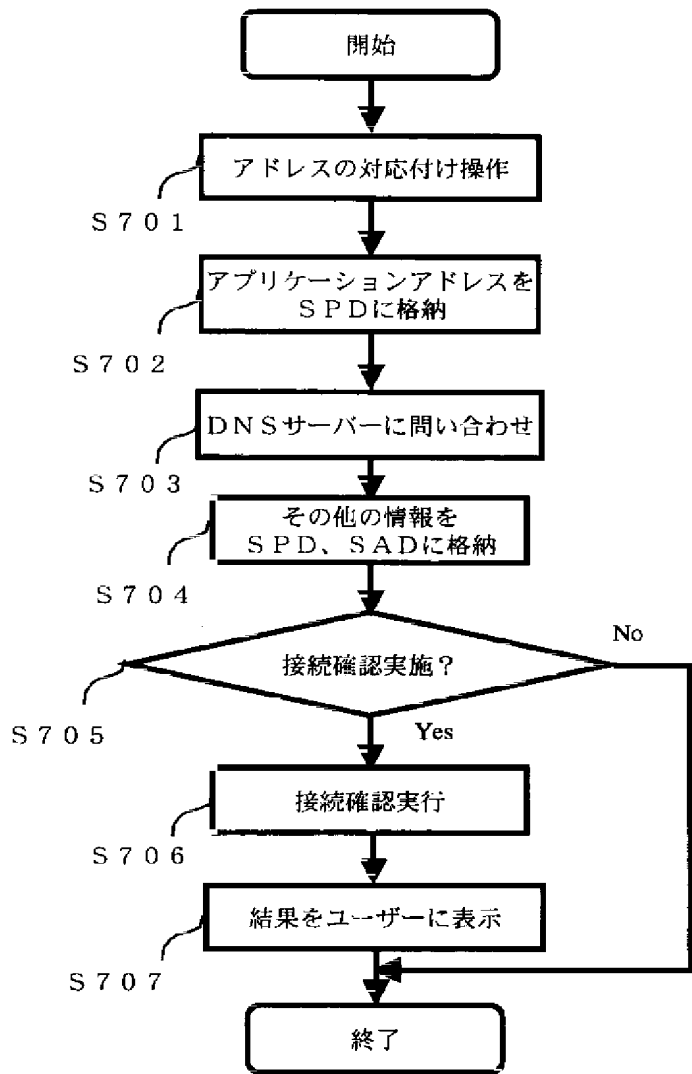 開始
アドレスの対応付け操作
S701
アプリケーションアドレスを
SPDに格納
S702
DNSサーバーに問い合わせ
S703
その他の情報を
SPD、SADに格納
S704
接続確認実施?
No
S705
Yes
接続確認実行
S706
結果をユーザーに表示
S707
終了